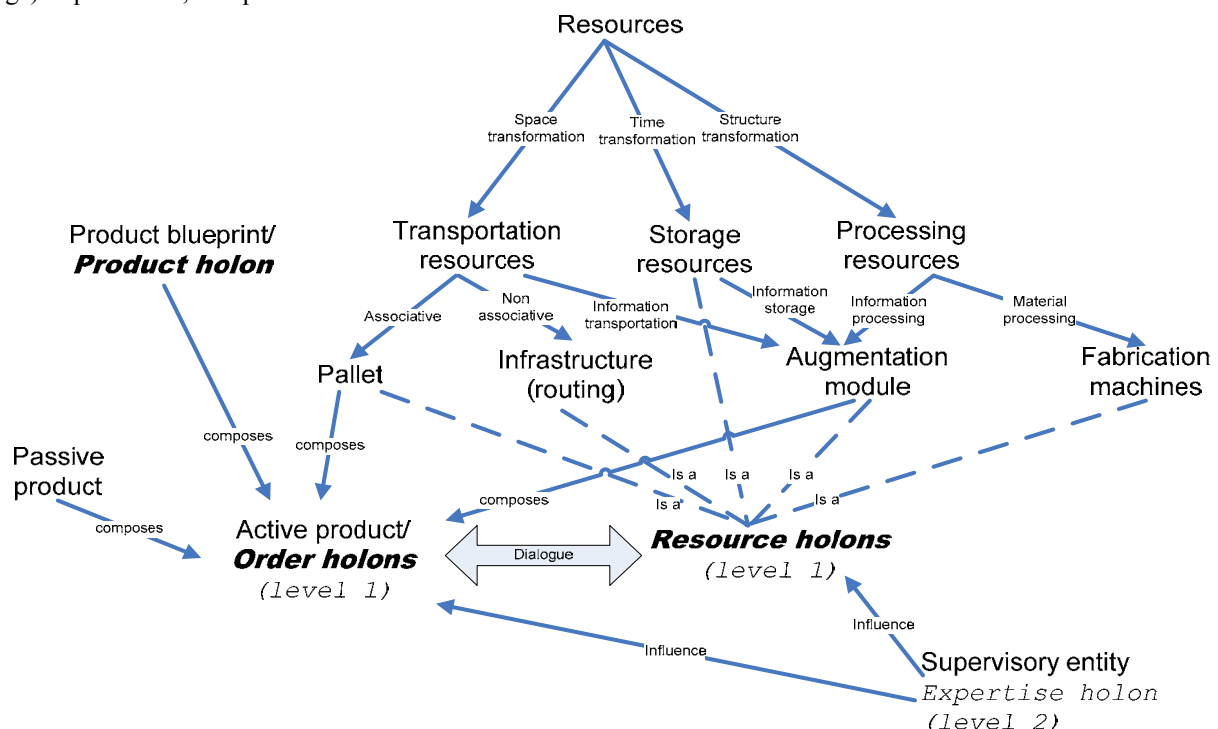 Resources
Space
transformation
Time
transformation
Structure
transformation
Product blueprint/
Product holon
Transportation
resources
Storage
resources
Processing
resources
Associative
Non
associative
Information
transportation
Information
storage
Information
processing
Material
processing
Pallet
Infrastructure
(routing)
Augmentation
module
Fabrication
machines
composes
composes
Passive
product
composes
composes
Is a
Is a
Is a
Is a
Is a
Active product/
Order holons
(level 1)
Dialogue
Resource holons
(level 1)
Influence
Influence
Supervisory entity
Expertise holon
(level 2)